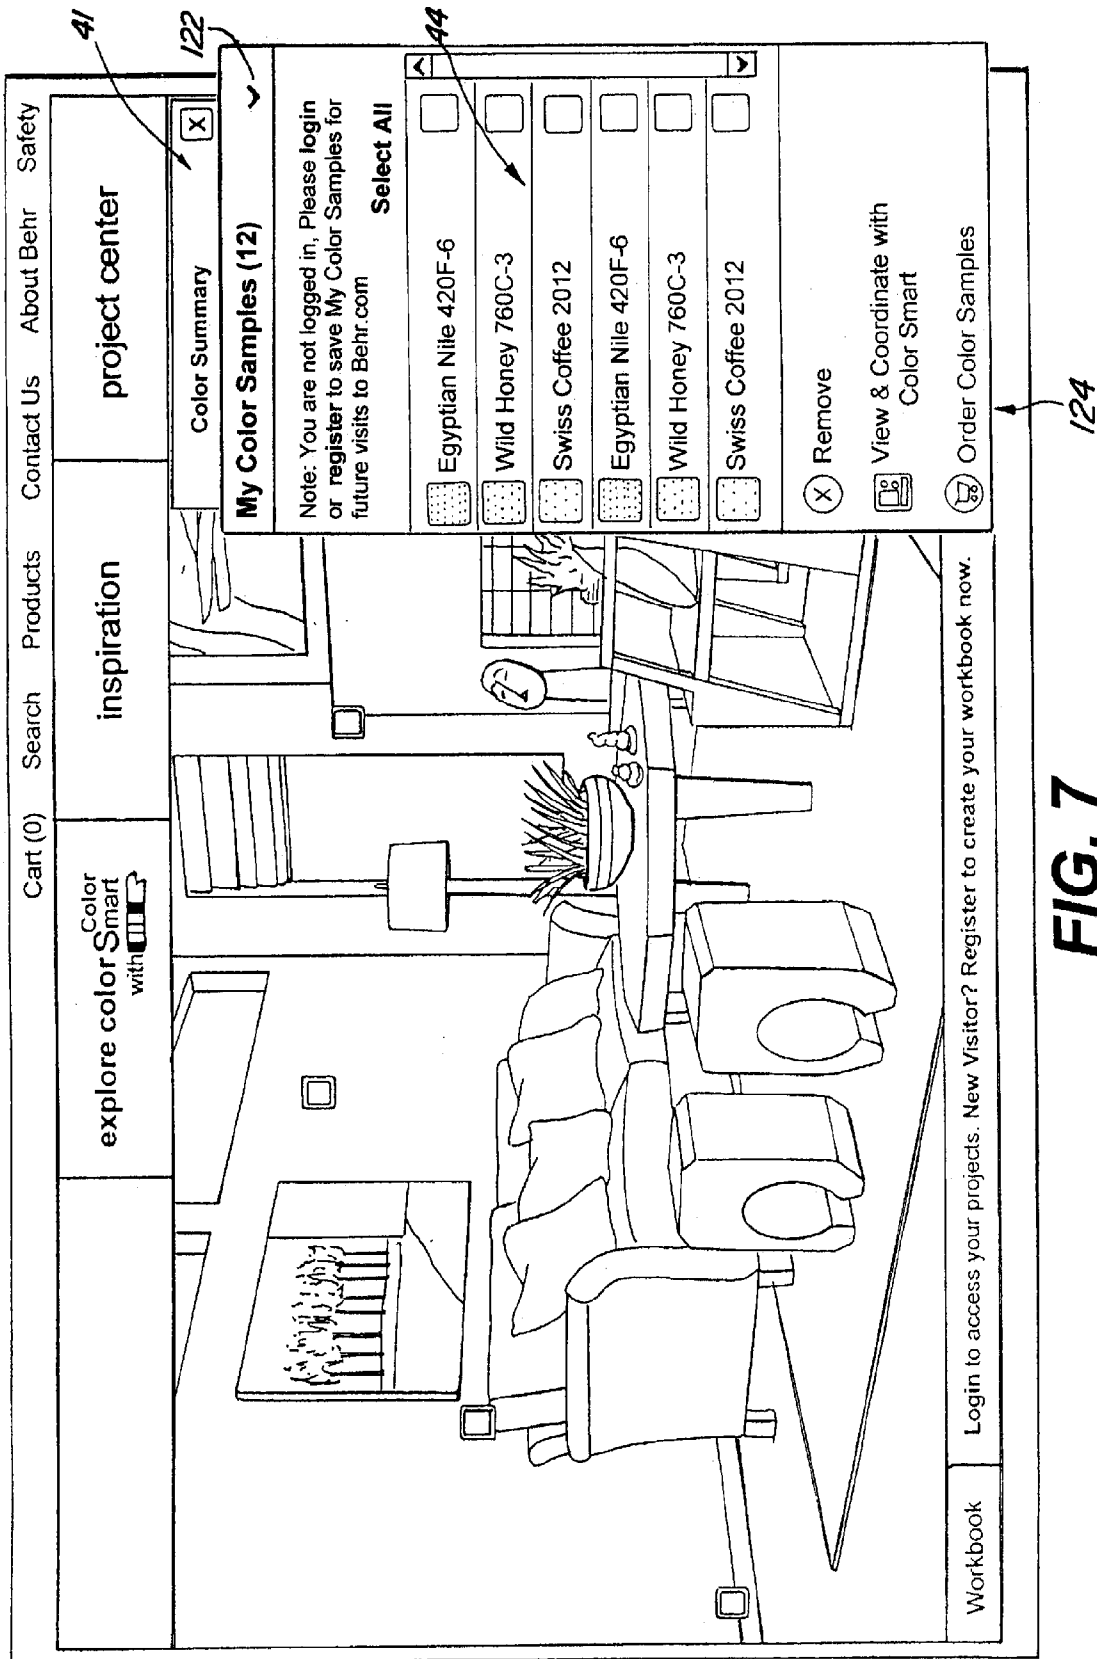 Cart (0) Search Products Contact Us About Behr Safety
explore color
with
Color
Smart
inspiration
project center
Color Summary
X
41
122
My Color Samples (12)
Note: You are not logged in, Please login
or register to save My Color Samples for
future visits to Behr.com
Select All
44
Egyptian Nile 420F-6
Wild Honey 760C-3
Swiss Coffee 2012
Egyptian Nile 420F-6
Wild Honey 760C-3
Swiss Coffee 2012
X Remove
View & Coordinate with
Color Smart
Order Color Samples
124
Workbook
Login to access your projects. New Visitor? Register to create your workbook now.
FIG. 7